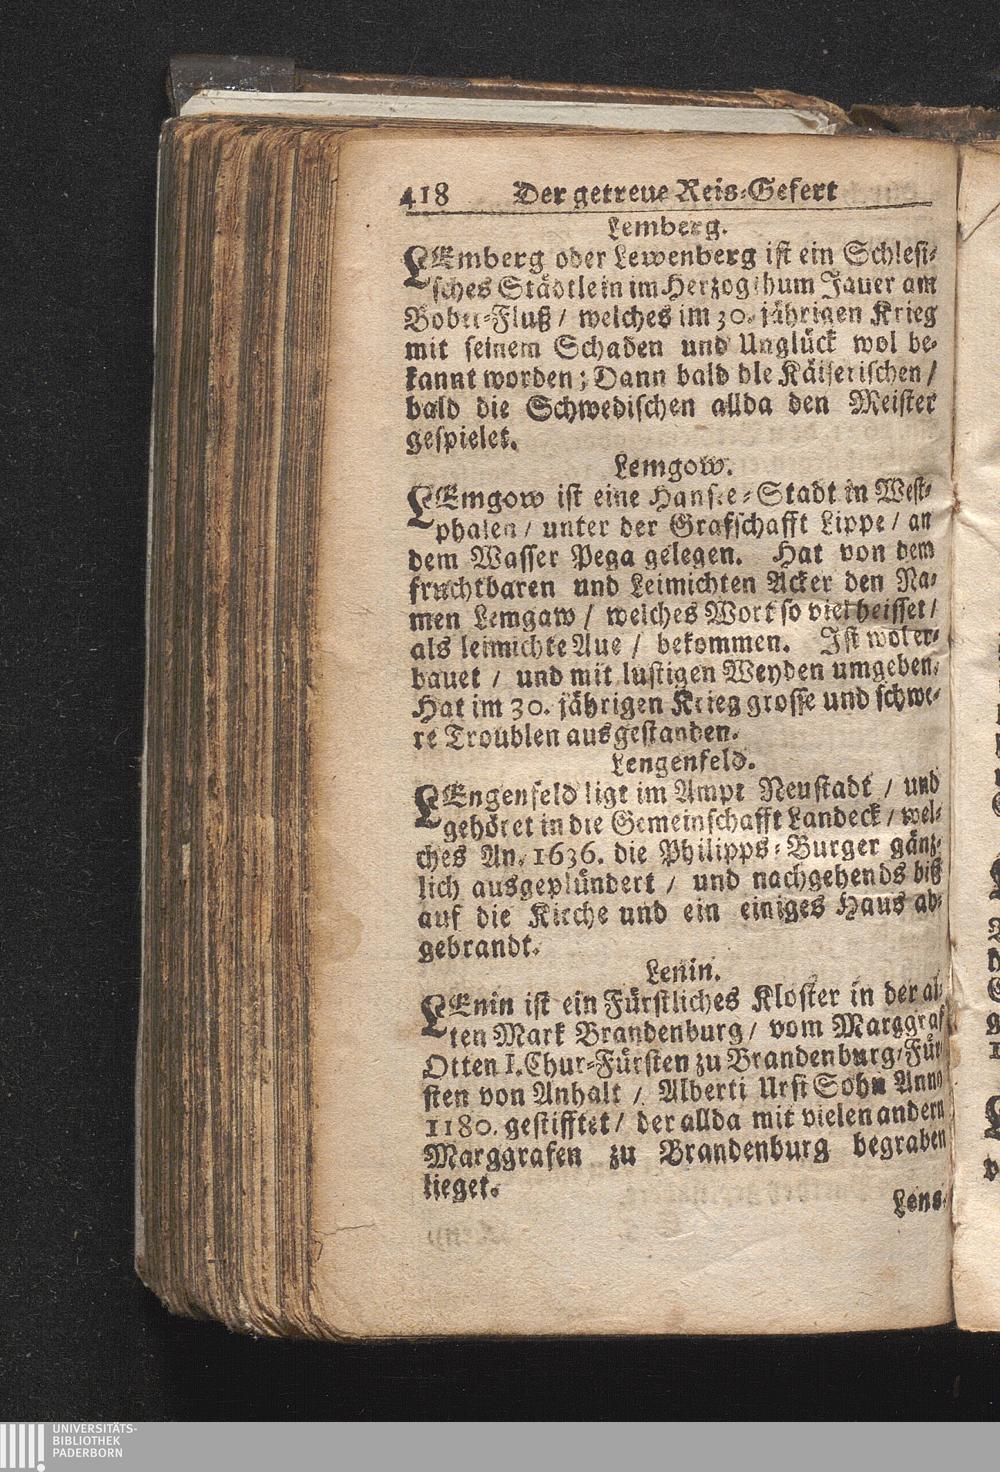 418 Der getreue Reis-Gefert
Lemberg.
LEmberg oder Lewenberg ist ein Schlesi-
sches Städtlein im Herzogthum Jauer am
Bober-Fluß / welches im 30. jährigen Krieg
mit seinem Schaden und Unglück wol be-
kannt worden; Dann bald die Käiserischen /
bald die Schwedischen allda den Meister
gespielet.
Lemgow.
LEmgow ist eine Hansee-Stadt in West-
phalen / unter der Grafschafft Lippe / an
dem Wasser Pega gelegen. Hat von dem
fruchtbaren und Leimichten Acker den Na-
men Lemgaw / welches Wort so viel heisset /
als leimichte Aue / bekommen. Ist wol er-
bauet / und mit lustigen Weyden umgeben.
Hat im 30. jährigen Krieg grosse und schwe-
re Troublen ausgestanden.
Lengenfeld.
LEngenfeld ligt im Ampt Neustadt / und
gehöret in die Gemeinschafft Landeck / wel-
ches An. 1636. die Philipps-Burger gänz-
lich ausgeplündert / und nachgehends biß
auf die Kirche und ein einiges Haus ab-
gebrandt.
Lenin.
LEnin ist ein Fürstliches Kloster in der al-
ten Mark Brandenburg / vom Marggraf
Otten I. Chur-Fürsten zu Brandenburg / Für-
sten von Anhalt / Alberti Ursi Sohn Anno
1180. gestifftet / der allda mit vielen andern
Marggrafen zu Brandenburg begraben
lieget.
Lens-
UNIVERSITÄTS-
BIBLIOTHEK
PADERBORN